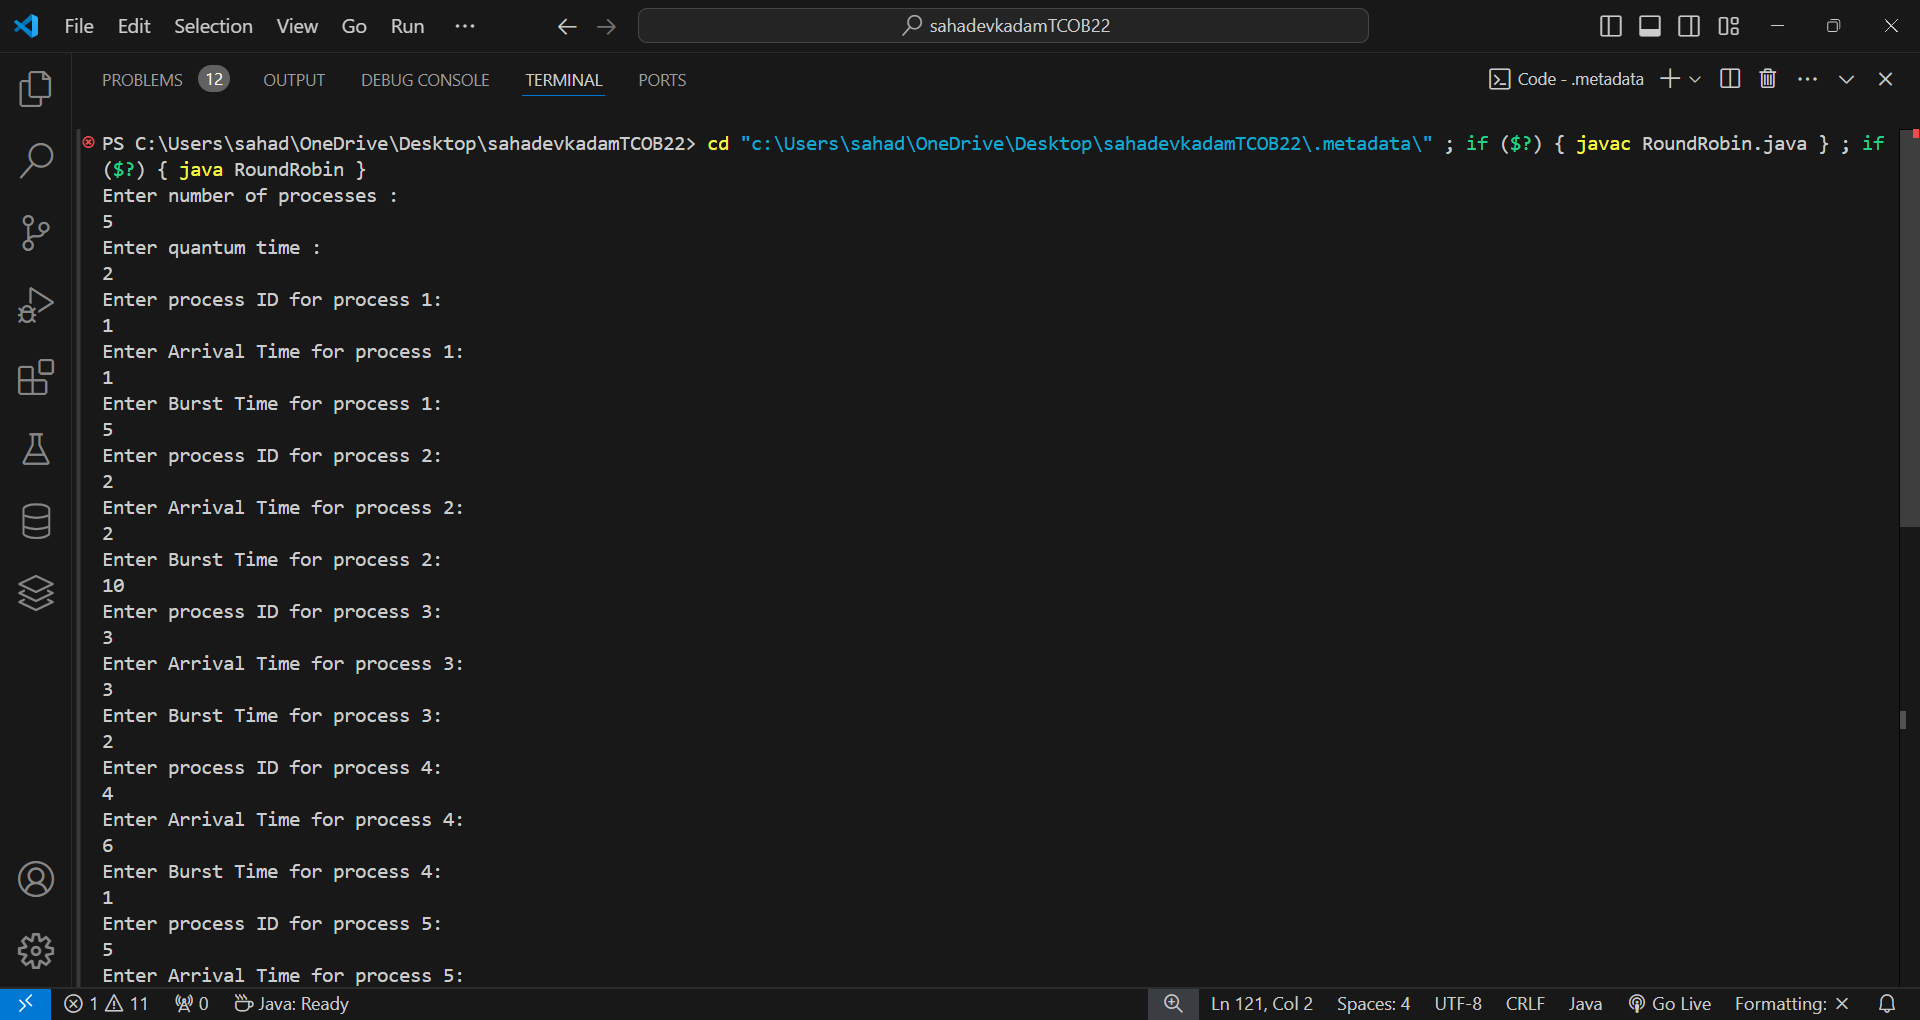 File Edit Selection View Go Run ··· sahadevkadamTCOB22
PROBLEMS 12 OUTPUT DEBUG CONSOLE TERMINAL PORTS Code - .metadata
PS C:\Users\sahad\OneDrive\Desktop\sahadevkadamTCOB22> cd "c:\Users\sahad\OneDrive\Desktop\sahadevkadamTCOB22\.metadata\" ; if ($?) { javac RoundRobin.java } ; if
($?) { java RoundRobin }
Enter number of processes :
5
Enter quantum time :
2
Enter process ID for process 1:
1
Enter Arrival Time for process 1:
1
Enter Burst Time for process 1:
5
Enter process ID for process 2:
2
Enter Arrival Time for process 2:
2
Enter Burst Time for process 2:
10
Enter process ID for process 3:
3
Enter Arrival Time for process 3:
3
Enter Burst Time for process 3:
2
Enter process ID for process 4:
4
Enter Arrival Time for process 4:
6
Enter Burst Time for process 4:
1
Enter process ID for process 5:
5
Enter Arrival Time for process 5:
1 11 0 Java: Ready Ln 121, Col 2 Spaces: 4 UTF-8 CRLF Java Go Live Formatting: ×